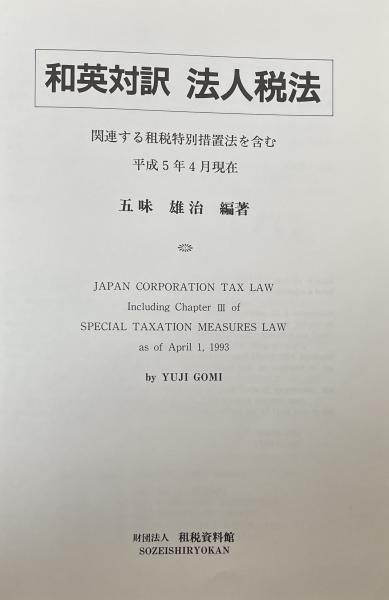 和英対訳 法人税法
関連する租税特別措置法を含む
平成5年4月現在
五味 雄治 編著
JAPAN CORPORATION TAX LAW
Including Chapter Ⅲ of
SPECIAL TAXATION MEASURES LAW
as of April 1, 1993
by YUJI GOMI
財団法人 租税資料館
SOZEISHIRYOKAN